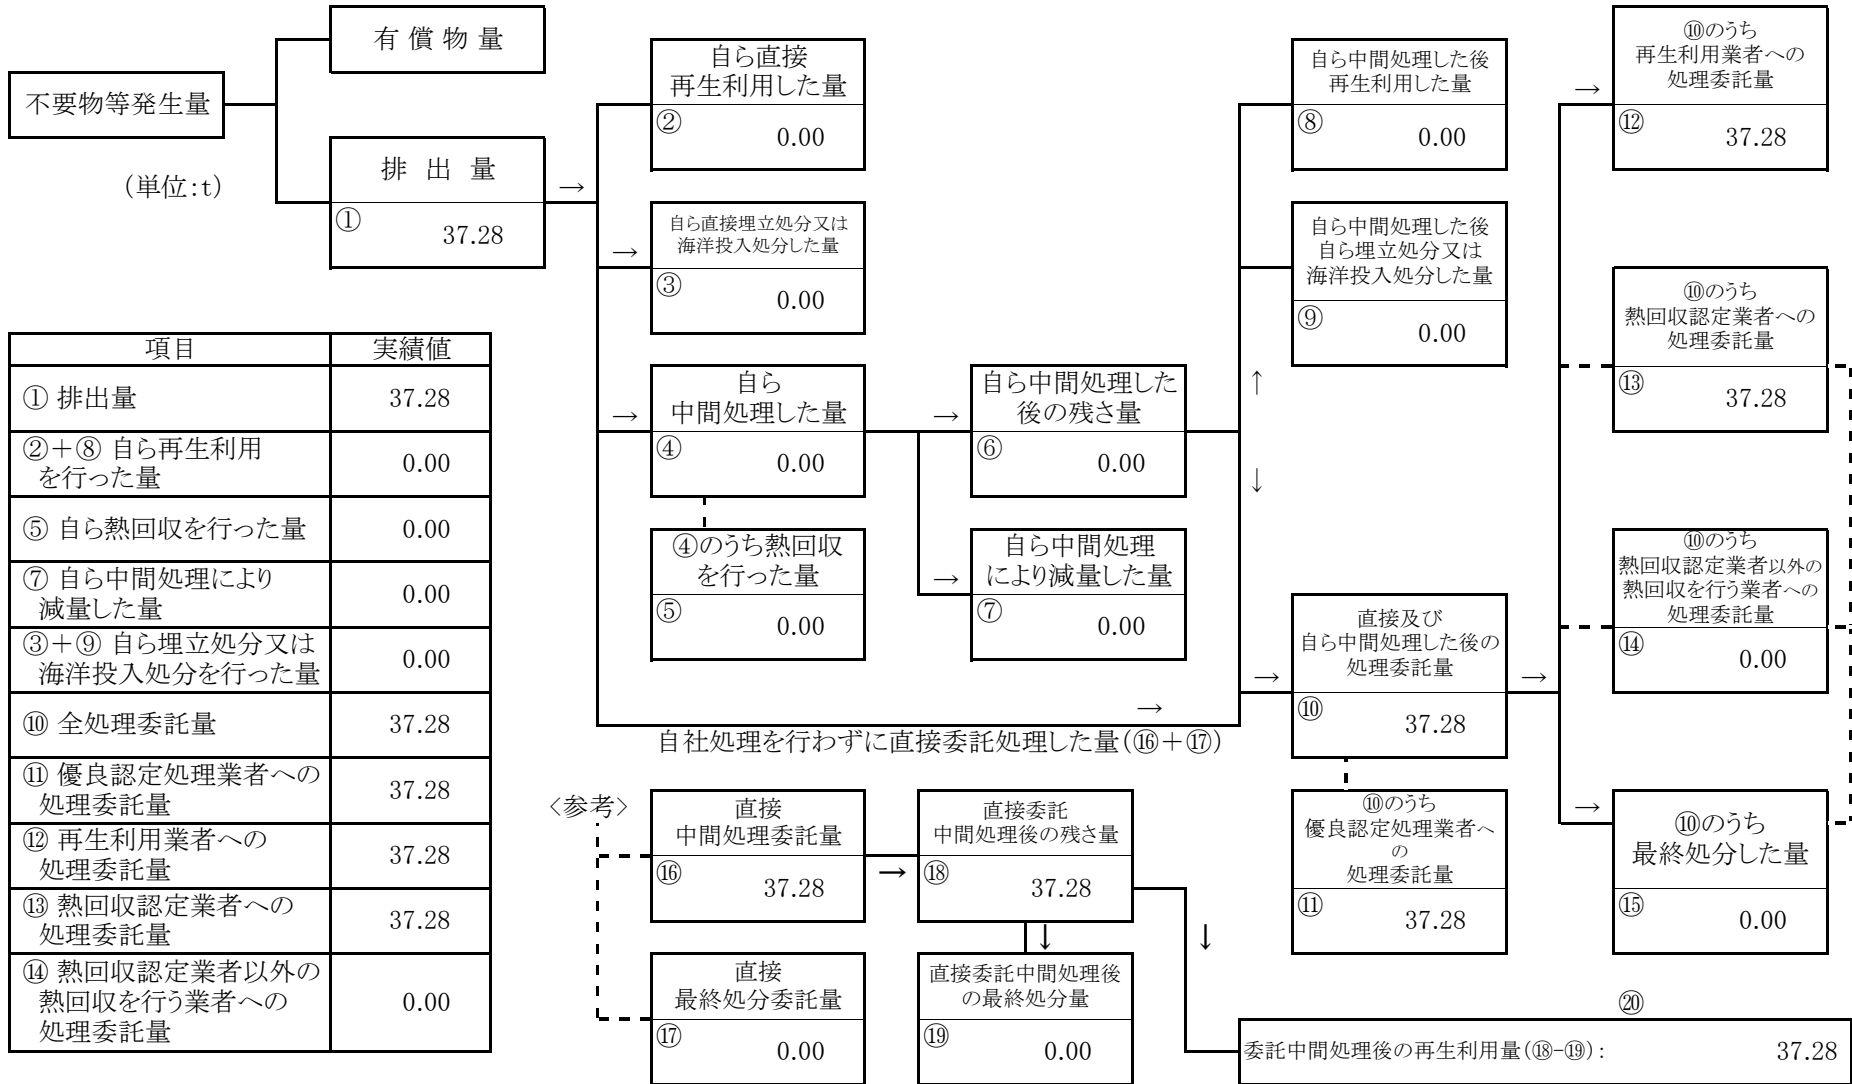 有 償 物 量
不要物等発生量
(単位:t)
排 出 量
→
①
37.28
自ら直接
再生利用した量
②
0.00
→
自ら直接埋立処分又は
海洋投入処分した量
③
0.00
→
自ら
中間処理した量
④
0.00
④のうち熱回収
を行った量
⑤
0.00
→
自ら中間処理した
後の残さ量
⑥
0.00
→
自ら中間処理
により減量した量
⑦
0.00
自ら中間処理した後
再生利用した量
⑧
0.00
自ら中間処理した後
自ら埋立処分又は
海洋投入処分した量
⑨
0.00
↑
↓
→
自社処理を行わずに直接委託処理した量(⑯+⑰)
→
直接及び
自ら中間処理した後の
処理委託量
⑩
37.28
⑩のうち
優良認定処理業者へ
の
処理委託量
⑪
37.28
→
→
⑩のうち
再生利用業者への
処理委託量
⑫
37.28
⑩のうち
熱回収認定業者への
処理委託量
⑬
37.28
⑩のうち
熱回収認定業者以外の
熱回収を行う業者への
処理委託量
⑭
0.00
→
⑩のうち
最終処分した量
⑮
0.00
項目 実績値
① 排出量 37.28
②+⑧ 自ら再生利用
を行った量 0.00
⑤ 自ら熱回収を行った量 0.00
⑦ 自ら中間処理により
減量した量 0.00
③+⑨ 自ら埋立処分又は
海洋投入処分を行った量 0.00
⑩ 全処理委託量 37.28
⑪ 優良認定処理業者への
処理委託量 37.28
⑫ 再生利用業者への
処理委託量 37.28
⑬ 熱回収認定業者への
処理委託量 37.28
⑭ 熱回収認定業者以外の
熱回収を行う業者への
処理委託量 0.00
<参考>
直接
中間処理委託量
⑯
37.28
→
直接委託
中間処理後の残さ量
⑱
37.28
↓
↓
直接
最終処分委託量
⑰
0.00
直接委託中間処理後
の最終処分量
⑲
0.00
⑳
委託中間処理後の再生利用量(⑱-⑲): 37.28